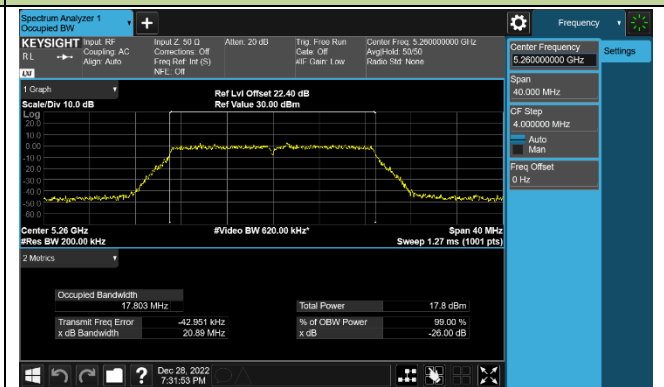 Spectrum Analyzer 1
Occupied BW
+
Frequency
KEYSIGHT Input: RF Input Z: 50 Ω Atten: 20 dB Trig: Free Run Center Freq: 5.260000000 GHz
RL Coupling: AC Corrections: Off Gate: Off Avg|Hold: 50/50
Align: Auto Freq Ref: Int (S) #IF Gain: Low Radio Std: None
LXI NFE: Off
Center Frequency
5.260000000 GHz
Settings
Span
40.000 MHz
CF Step
4.000000 MHz
Auto
Man
Freq Offset
0 Hz
1 Graph
Scale/Div 10.0 dB
Ref Lvl Offset 22.40 dB
Ref Value 30.00 dBm
Log
20.0
10.0
0.00
-10.0
-20.0
-30.0
-40.0
-50.0
-60.0
Center 5.26 GHz #Video BW 620.00 kHz* Span 40 MHz
#Res BW 200.00 kHz Sweep 1.27 ms (1001 pts)
2 Metrics
Occupied Bandwidth
17.803 MHz Total Power 17.8 dBm
Transmit Freq Error -42.951 kHz % of OBW Power 99.00 %
x dB Bandwidth 20.89 MHz x dB -26.00 dB
?
Dec 28, 2022
7:31:53 PM